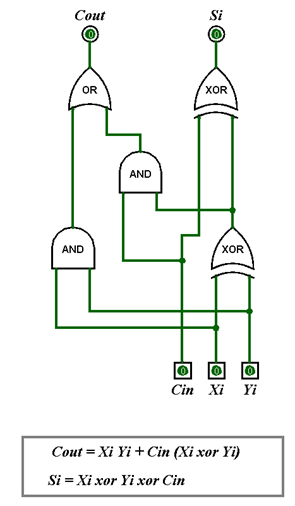 Cout Si
0 0
OR XOR
AND
AND XOR
0 0 0
Cin Xi Yi
Cout = Xi Yi + Cin (Xi xor Yi)
Si = Xi xor Yi xor Cin